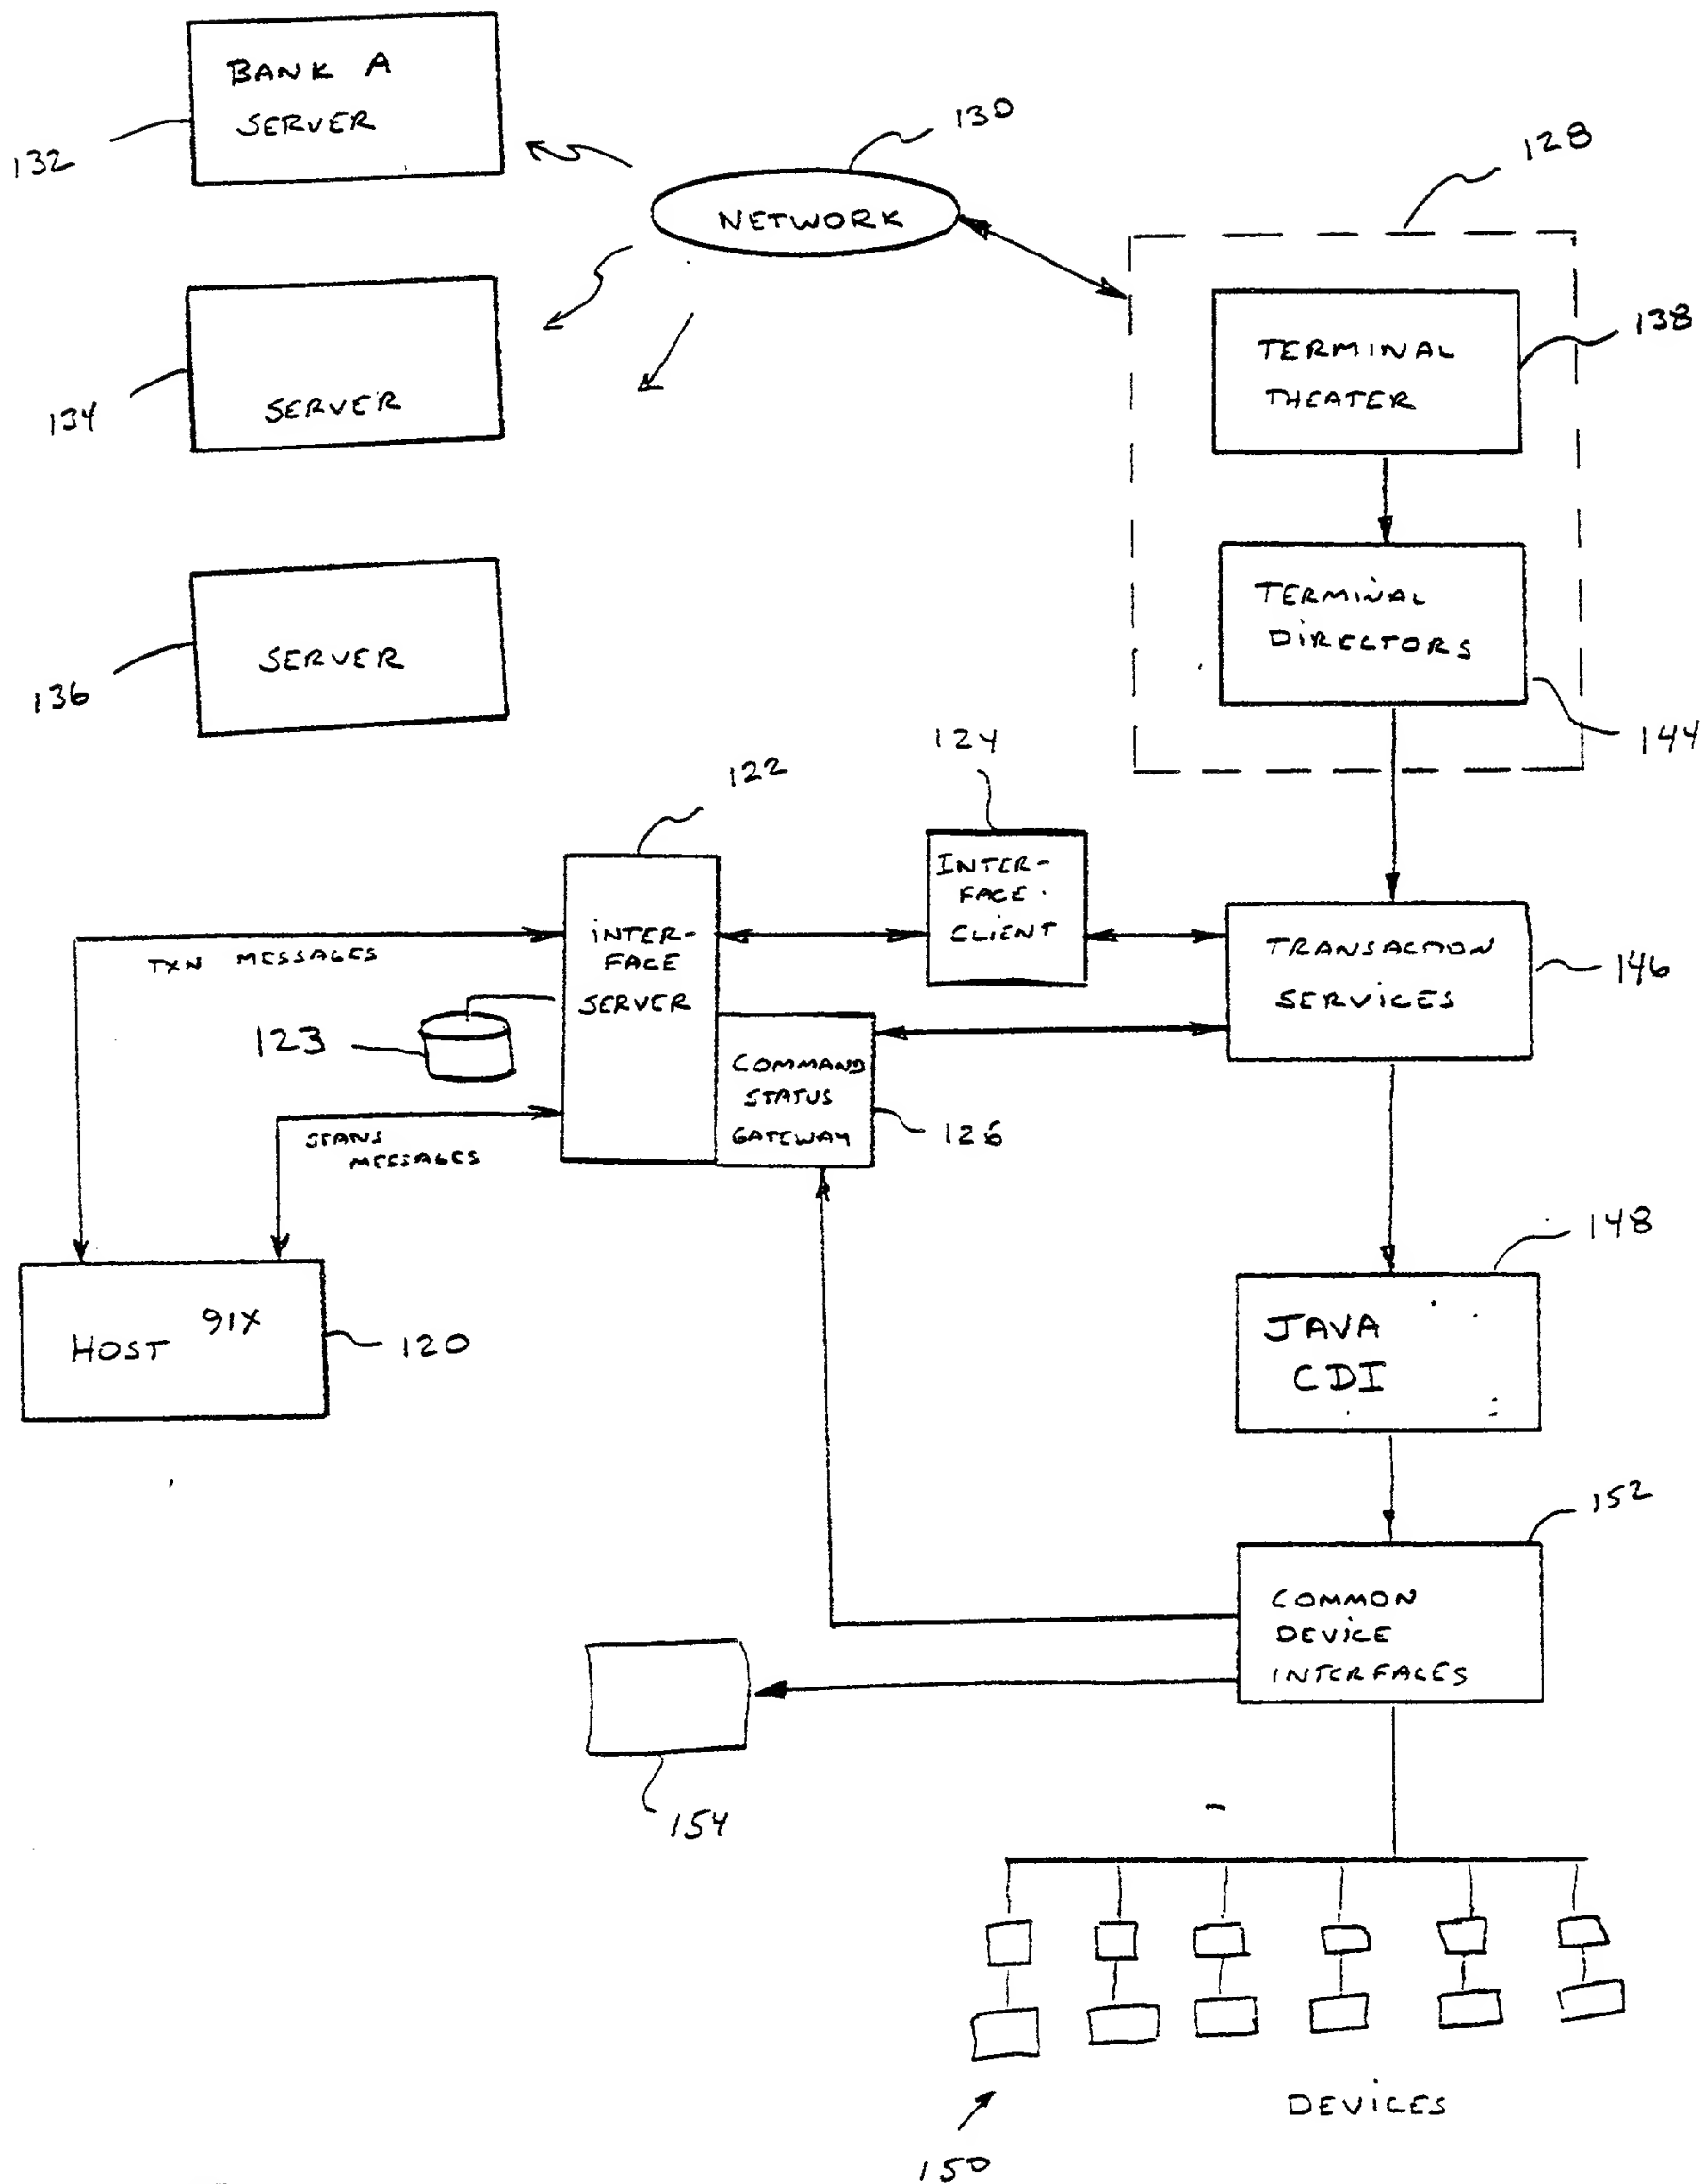 BANK A
SERVER
132
130
NETWORK
128
SERVER
134
TERMINAL
THEATER
138
SERVER
136
TERMINAL
DIRECTORS
144
122
124
INTER-
FACE
SERVER
INTER-
FACE
CLIENT
TXN MESSAGES
TRANSACTION
SERVICES
146
123
COMMAND
STATUS
GATEWAY
126
STATUS
MESSAGES
HOST 91X
120
148
JAVA
CDI
152
COMMON
DEVICE
INTERFACES
154
DEVICES
150